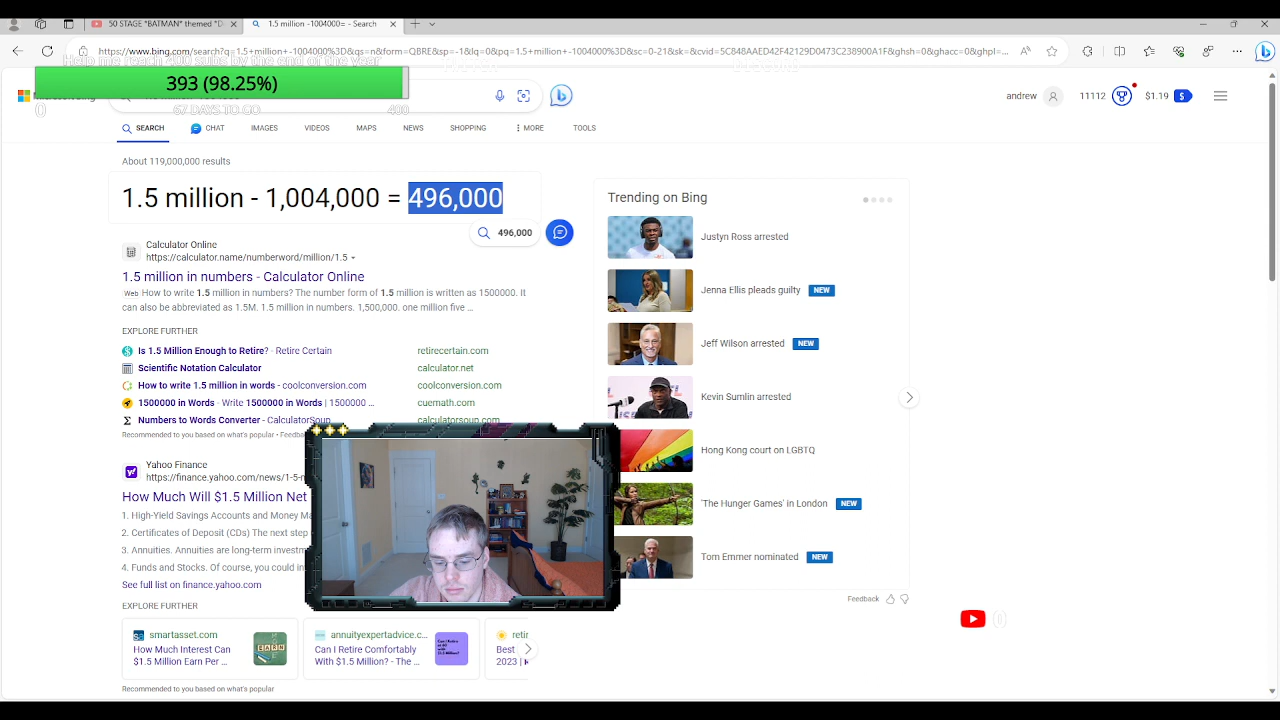 50 STAGE *BATMAN* themed *D
1.5 million -1004000= - Search
https://www.bing.com/search?q=1.5+million+-1004000%3D&qs=n&form=QBRE&sp=-1&lq=0&pq=1.5+million+-1004000%3D&sc=0-21&sk=&cvid=5C848AAED42F42129D0473C238900A1F&ghsh=0&ghacc=0&ghpl=...
Help me reach 400 subs by the end of the year
393 (98.25%)
0
67 DAYS TO GO
400
andrew
11112
$1.19
SEARCH
CHAT
IMAGES
VIDEOS
MAPS
NEWS
SHOPPING
MORE
TOOLS
About 119,000,000 results
1.5 million - 1,004,000 = 496,000
496,000
Calculator Online
https://calculator.name/numberword/million/1.5
1.5 million in numbers - Calculator Online
Web How to write 1.5 million in numbers? The number form of 1.5 million is written as 1500000. It
can also be abbreviated as 1.5M. 1.5 million in numbers. 1,500,000. one million five ...
EXPLORE FURTHER
Is 1.5 Million Enough to Retire? - Retire Certain
retirecertain.com
Scientific Notation Calculator
calculator.net
How to write 1.5 million in words - coolconversion.com
coolconversion.com
1500000 in Words - Write 1500000 in Words | 1500000 ...
cuemath.com
Numbers to Words Converter - CalculatorSoup
calculatorsoup.com
Recommended to you based on what's popular • Feedba
Yahoo Finance
https://finance.yahoo.com/news/1-5-m
How Much Will $1.5 Million Net
1. High-Yield Savings Accounts and Money Ma
2. Certificates of Deposit (CDs) The next step
3. Annuities. Annuities are long-term investm
4. Funds and Stocks. Of course, you could in
See full list on finance.yahoo.com
EXPLORE FURTHER
smartasset.com
How Much Interest Can
$1.5 Million Earn Per ...
annuityexpertadvice.c...
Can I Retire Comfortably
With $1.5 Million? - The ...
retir
Best
2023 |
Recommended to you based on what's popular
Trending on Bing
Justyn Ross arrested
Jenna Ellis pleads guilty
NEW
Jeff Wilson arrested
NEW
Kevin Sumlin arrested
Hong Kong court on LGBTQ
'The Hunger Games' in London
NEW
Tom Emmer nominated
NEW
Feedback